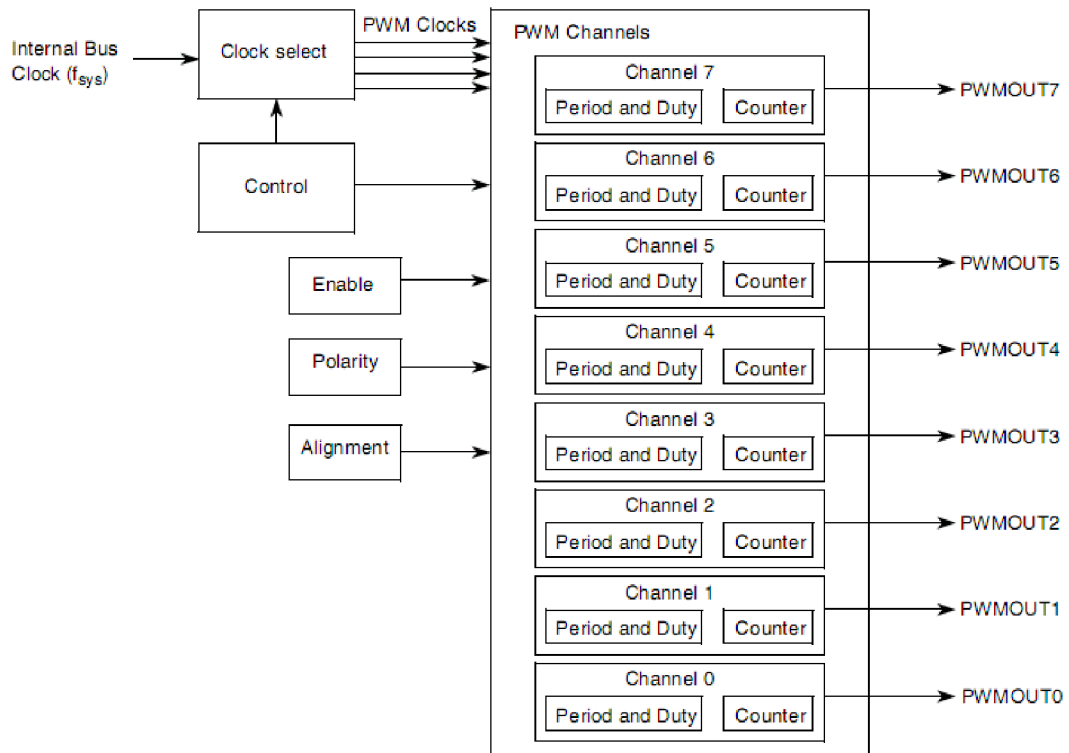 PWM Clocks
Internal Bus
Clock (fsys)
Clock select
Control
Enable
Polarity
Alignment
PWM Channels
Channel 7
Period and Duty
Counter
PWMOUT7
Channel 6
Period and Duty
Counter
PWMOUT6
Channel 5
Period and Duty
Counter
PWMOUT5
Channel 4
Period and Duty
Counter
PWMOUT4
Channel 3
Period and Duty
Counter
PWMOUT3
Channel 2
Period and Duty
Counter
PWMOUT2
Channel 1
Period and Duty
Counter
PWMOUT1
Channel 0
Period and Duty
Counter
PWMOUT0